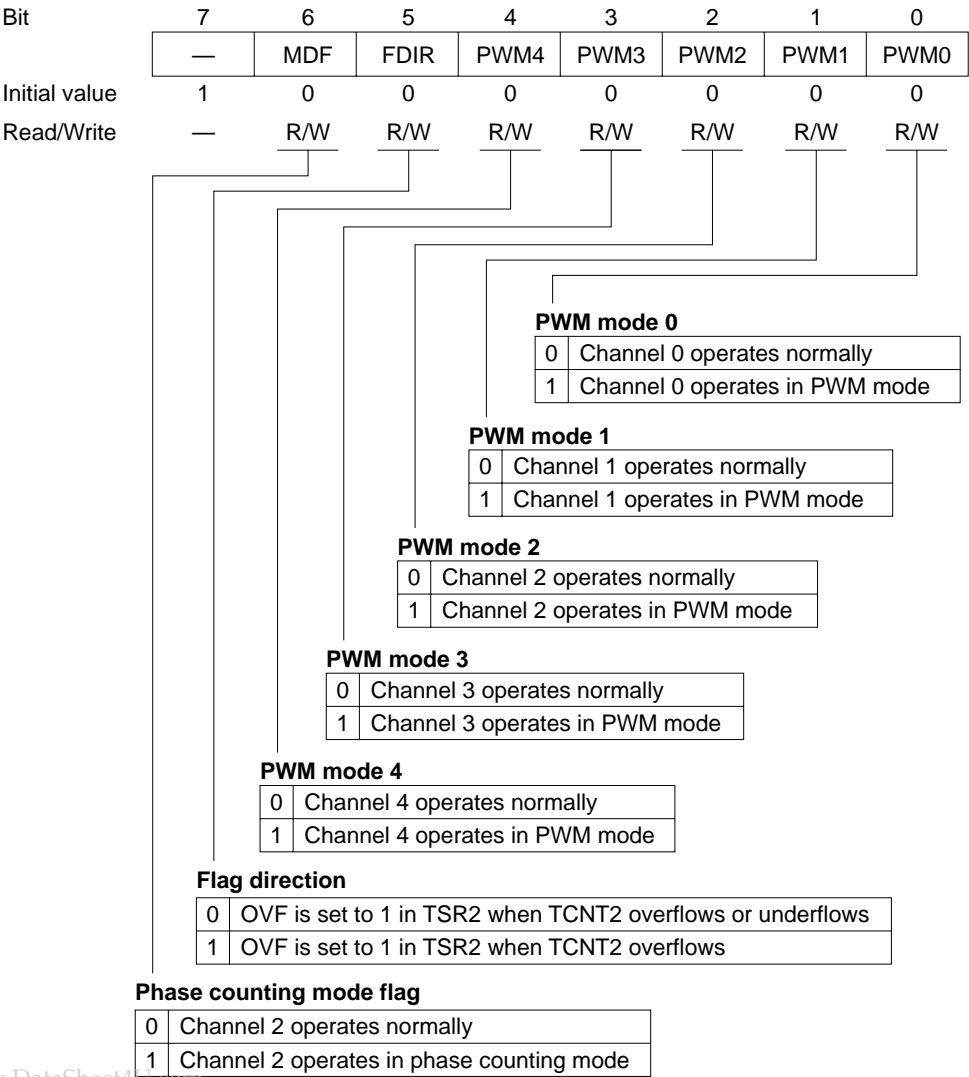 Bit 7 6 5 4 3 2 1 0
— MDF FDIR PWM4 PWM3 PWM2 PWM1 PWM0
Initial value 1 0 0 0 0 0 0 0
Read/Write — R/W R/W R/W R/W R/W R/W R/W
PWM mode 0
0 Channel 0 operates normally
1 Channel 0 operates in PWM mode
PWM mode 1
0 Channel 1 operates normally
1 Channel 1 operates in PWM mode
PWM mode 2
0 Channel 2 operates normally
1 Channel 2 operates in PWM mode
PWM mode 3
0 Channel 3 operates normally
1 Channel 3 operates in PWM mode
PWM mode 4
0 Channel 4 operates normally
1 Channel 4 operates in PWM mode
Flag direction
0 OVF is set to 1 in TSR2 when TCNT2 overflows or underflows
1 OVF is set to 1 in TSR2 when TCNT2 overflows
Phase counting mode flag
0 Channel 2 operates normally
1 Channel 2 operates in phase counting mode